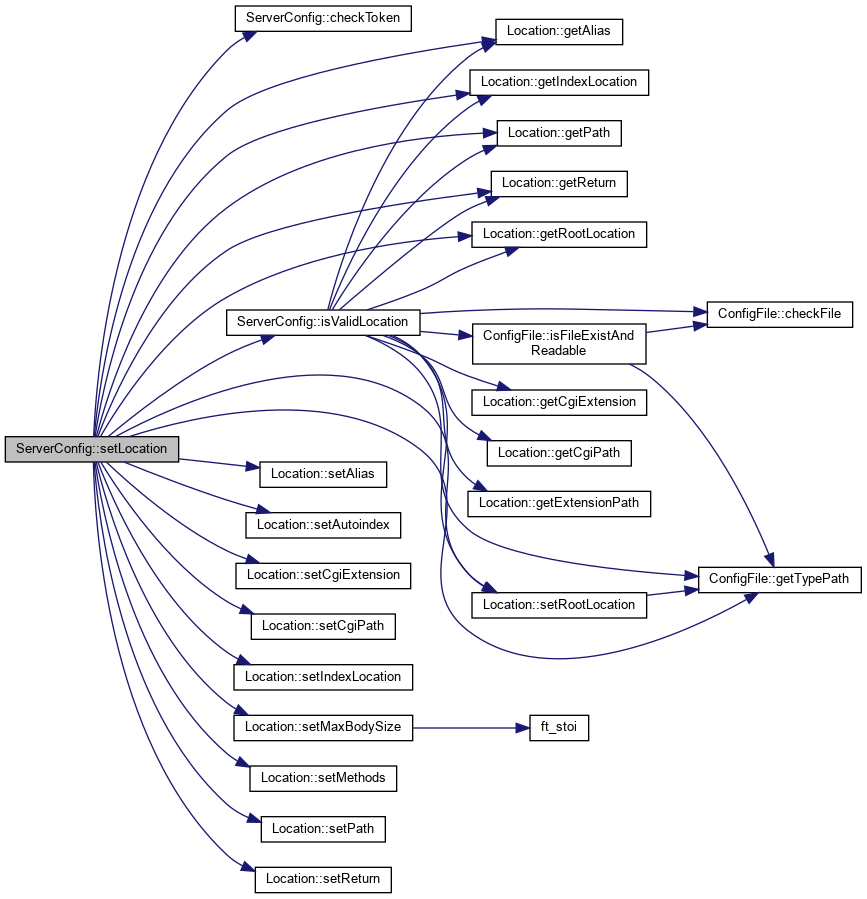 ServerConfig::checkToken
Location::getAlias
Location::getIndexLocation
Location::getPath
Location::getReturn
Location::getRootLocation
ServerConfig::isValidLocation
ConfigFile::checkFile
ConfigFile::isFileExistAnd
Readable
Location::getCgiExtension
ServerConfig::setLocation
Location::getCgiPath
Location::setAlias
Location::getExtensionPath
Location::setAutoindex
Location::setCgiExtension
ConfigFile::getTypePath
Location::setRootLocation
Location::setCgiPath
Location::setIndexLocation
Location::setMaxBodySize
ft_stoi
Location::setMethods
Location::setPath
Location::setReturn